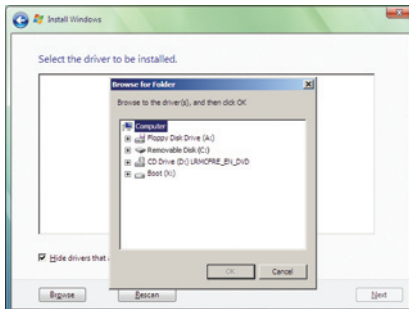 Install Windows
Select the driver to be installed.
Browse for Folder
Browse to the driver(s), and then click OK
Computer
Floppy Disk Drive (A:)
Removable Disk (C:)
CD Drive (D:) LRMCFRE_EN_DVD
Boot (X:)
Hide drivers that
OK
Cancel
Browse
Rescan
Next